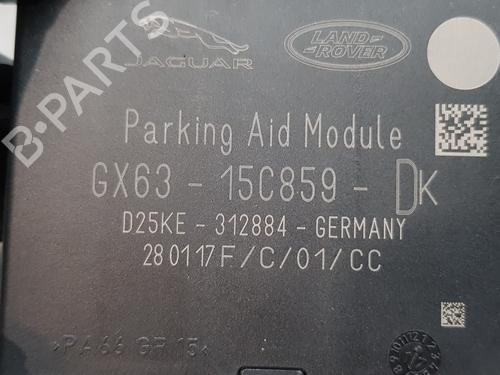 JAGUAR
LAND ROVER
B-PARTS
Parking Aid Module
GX63 - 15C859 - DK
D25KE - 312884 - GERMANY
280117F/C/01/CC
>PA66 GF 15<